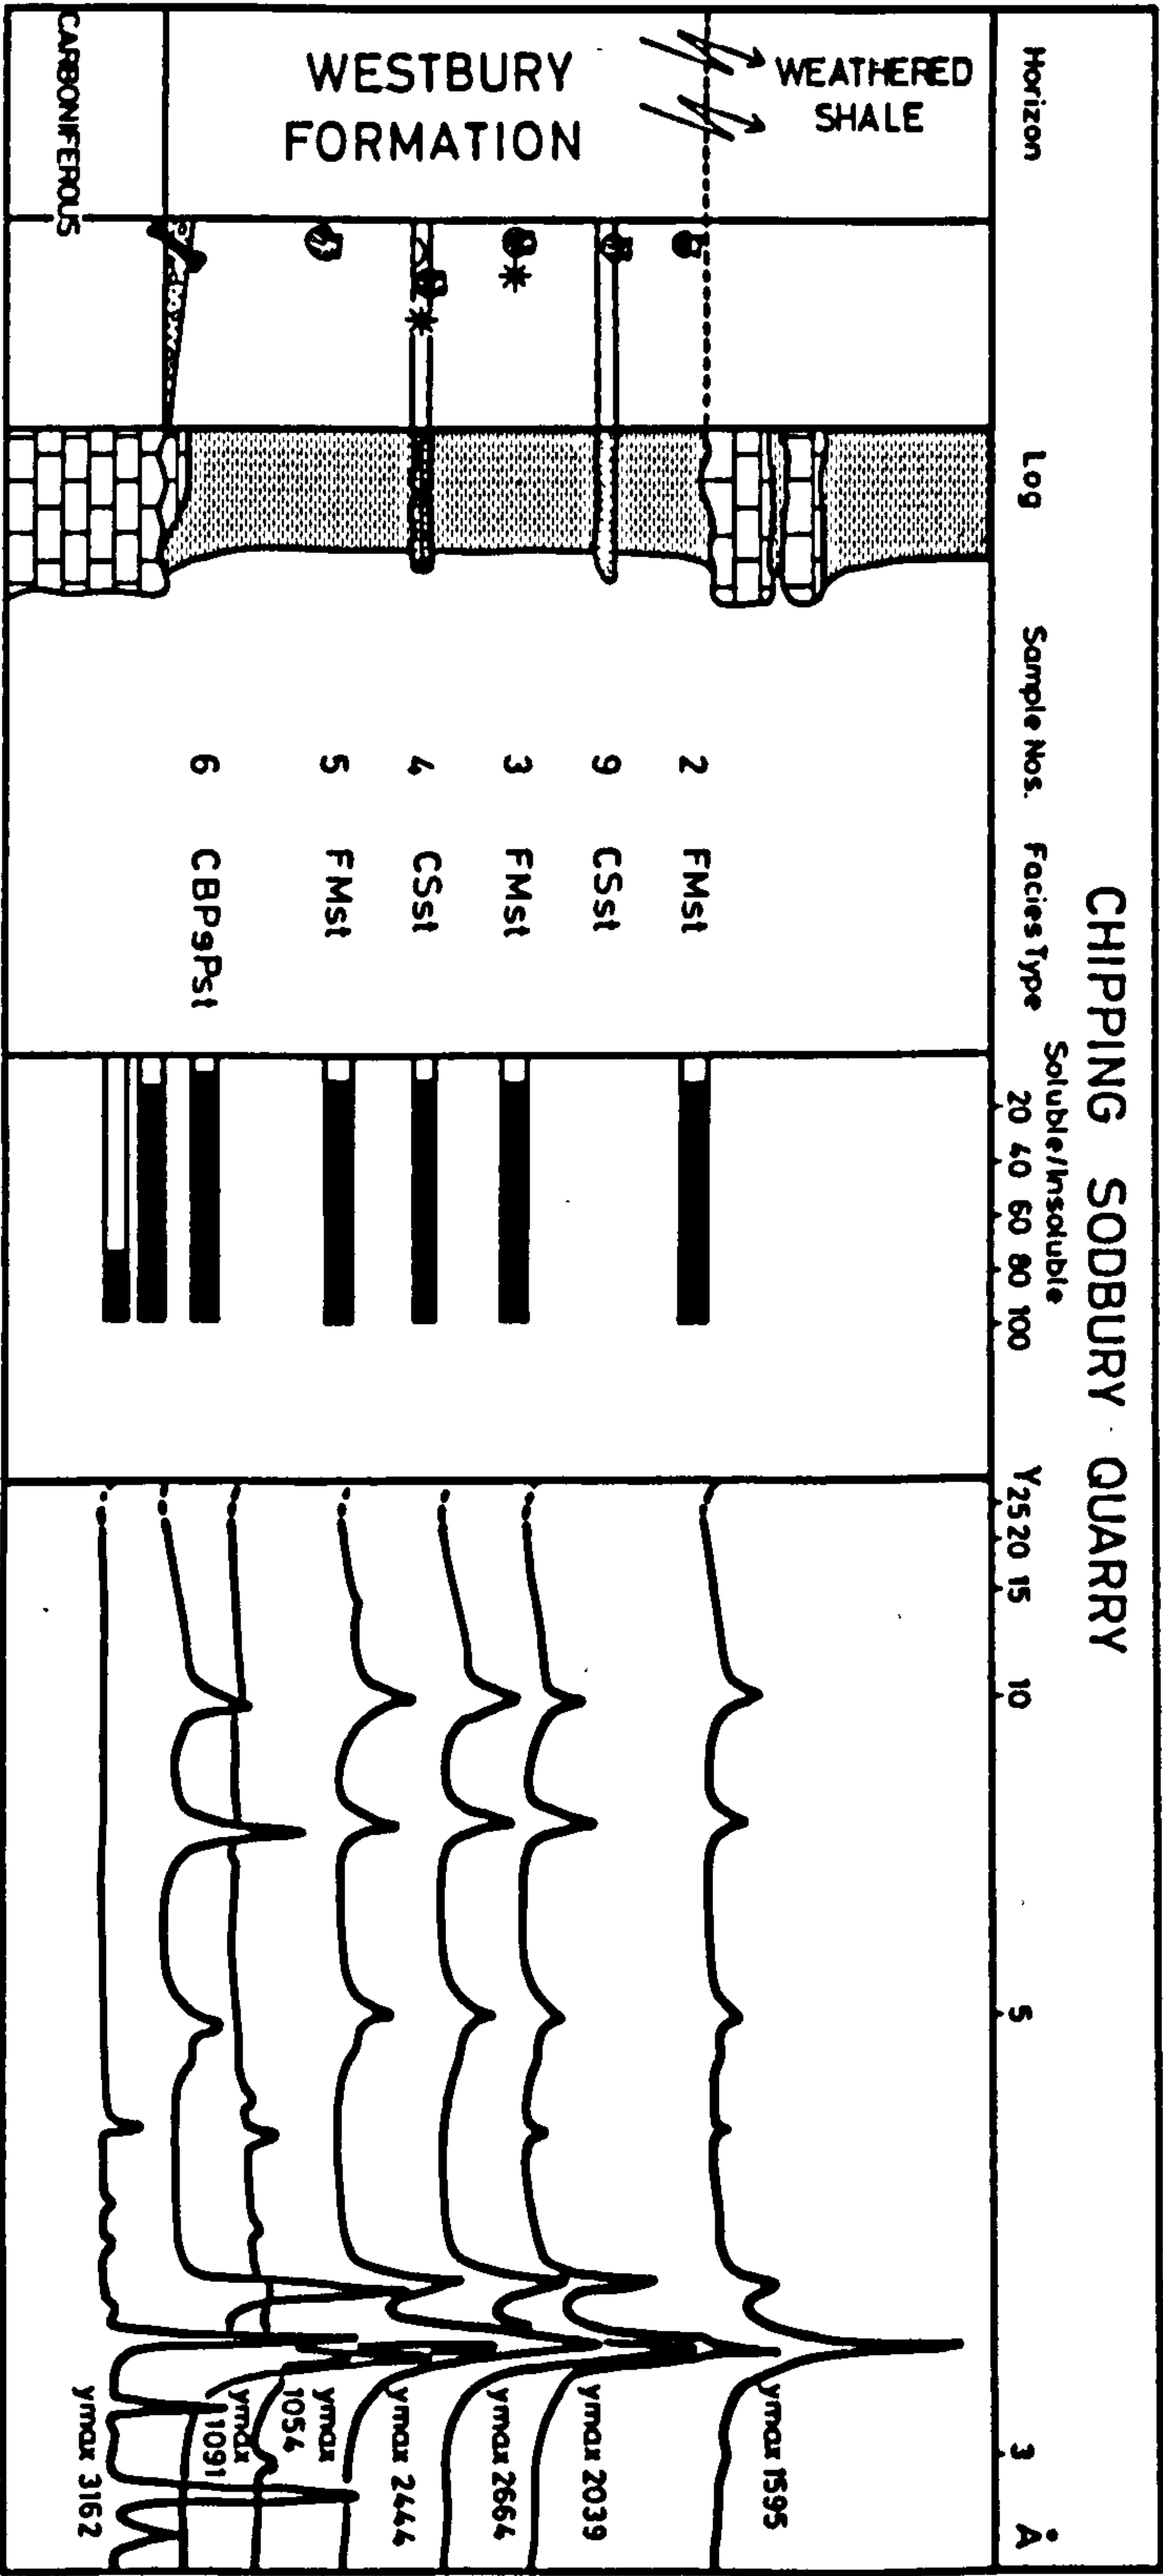 CHIPPING SODBURY QUARRY
Horizon
Log
Sample Nos.
Facies Type
Soluble/Insoluble
20 40 60 80 100
Y 25 20 15 10 5 3 Å
WEATHERED
SHALE
WESTBURY
FORMATION
CARBONIFEROUS
2 FMst
9 CSst
3 FMst
4 CSst
5 FMst
6 CBPsPst
ymax 1595
ymax 2039
ymax 2664
ymax 2444
ymax
1054
ymax
1091
ymax 3162